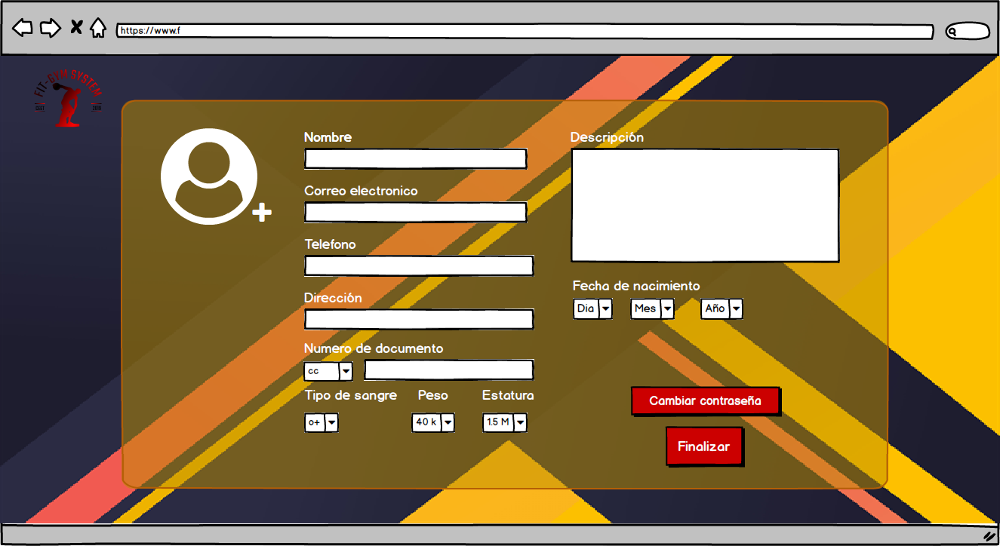 https://www.f
FIT-GYM SYSTEM
Nombre
Correo electronico
Telefono
Dirección
Numero de documento
cc
Tipo de sangre Peso Estatura
o+ 40 k 1.5 M
Descripción
Fecha de nacimiento
Dia Mes Año
Cambiar contraseña
Finalizar